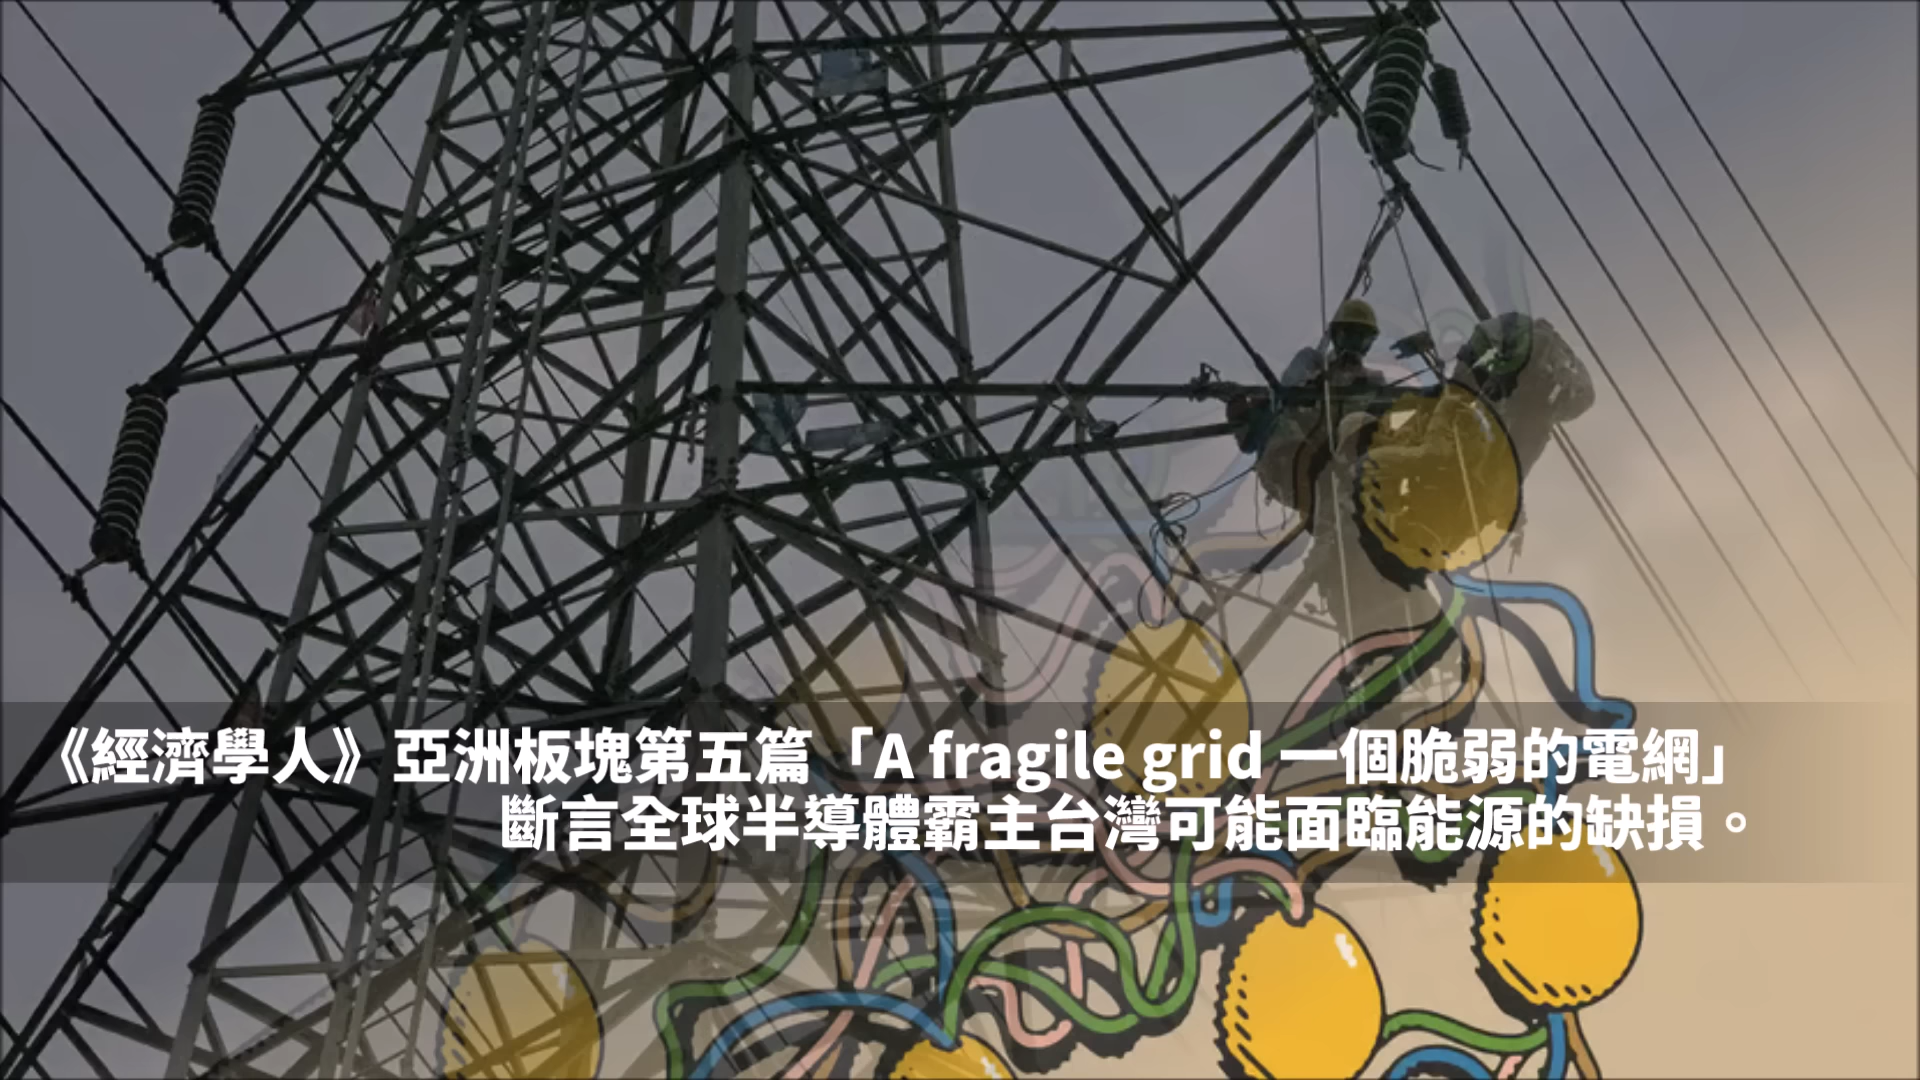 《經濟學人》亞洲板塊第五篇「A fragile grid 一個脆弱的電網」
斷言全球半導體霸主台灣可能面臨能源的缺損。